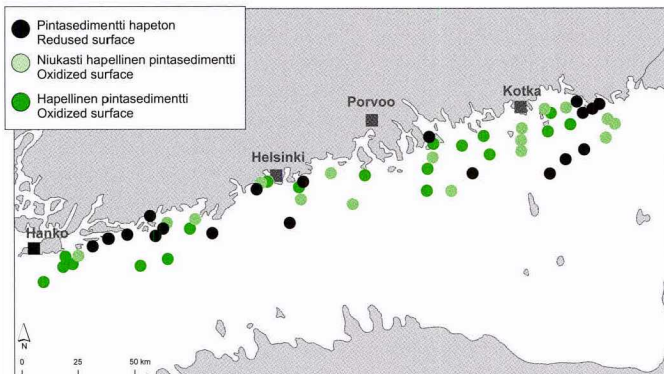 Pintasedimentti hapeton
Redused surface
Niukasti hapellinen pintasedimentti
Oxidized surface
Hapellinen pintasedimentti
Oxidized surface
Kotka
Porvoo
Helsinki
Hanko
N
0 25 50 km